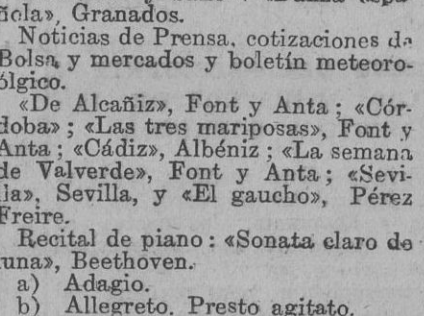 ñola», Granados.
Noticias de Prensa, cotizaciones de
Bolsa y mercados y boletín meteoro-
ólgico.
«De Alcañiz», Font y Anta; «Cór-
doba»; «Las tres mariposas», Font y
Anta; «Cádiz», Albéniz; «La semana
de Valverde», Font y Anta; «Sevi-
lla», Sevilla, y «El gaucho», Pérez
Freire.
Recital de piano: «Sonata claro de
luna», Beethoven.
a) Adagio.
b) Allegreto. Presto agitato.